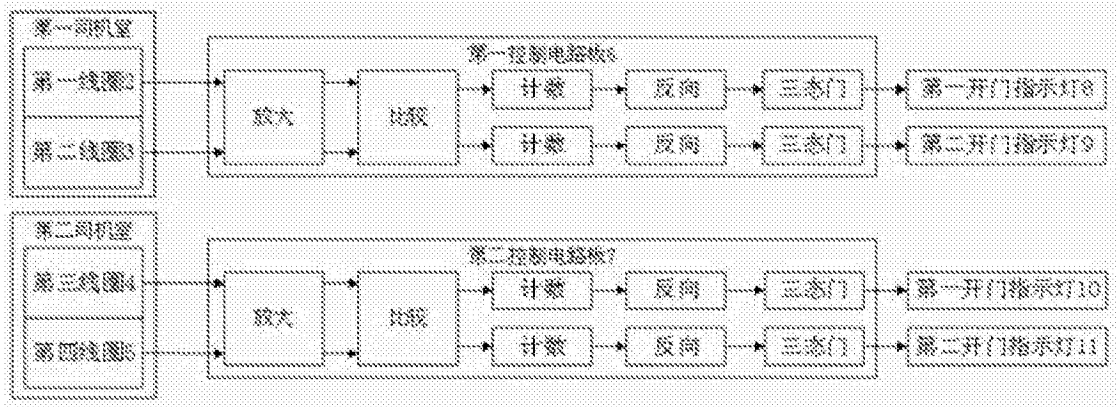 第一司机室
第一控制电路板6
第一线圈2
放大
比较
计数
反向
三态门
第一开门指示灯8
第二线圈3
计数
反向
三态门
第二开门指示灯9
第二司机室
第二控制电路板7
第三线圈4
放大
比较
计数
反向
三态门
第一开门指示灯10
第四线圈5
计数
反向
三态门
第二开门指示灯11